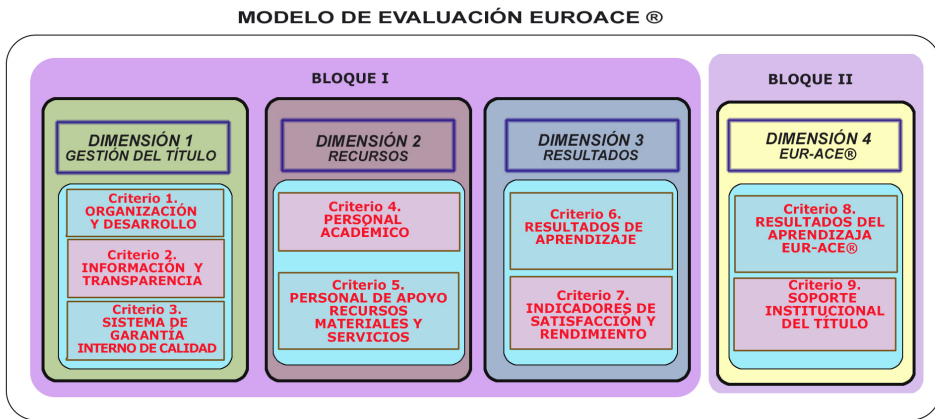 MODELO DE EVALUACIÓN EUROACE ®
BLOQUE I
DIMENSIÓN 1
GESTIÓN DEL TÍTULO
Criterio 1.
ORGANIZACIÓN
Y DESARROLLO
Criterio 2.
INFORMACIÓN Y
TRANSPARENCIA
Criterio 3.
SISTEMA DE
GARANTÍA
INTERNO DE CALIDAD
DIMENSIÓN 2
RECURSOS
Criterio 4.
PERSONAL
ACADÉMICO
Criterio 5.
PERSONAL DE APOYO
RECURSOS
MATERIALES Y
SERVICIOS
DIMENSIÓN 3
RESULTADOS
Criterio 6.
RESULTADOS DE
APRENDIZAJE
Criterio 7.
INDICADORES DE
SATISFACCIÓN Y
RENDIMIENTO
BLOQUE II
DIMENSIÓN 4
EUR-ACE®
Criterio 8.
RESULTADOS DEL
APRENDIZAJA
EUR-ACE®
Criterio 9.
SOPORTE
INSTITUCIONAL
DEL TÍTULO